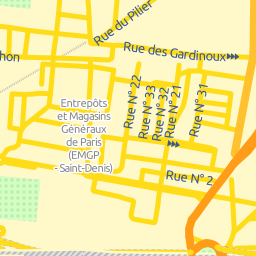 Rue du Pilier
Rue des Gardinoux
hon
Entrepôts
et Magasins
Généraux
de Paris
(EMGP
- Saint-Denis)
Rue N° 22
Rue N° 33
Rue N° 32
Rue N° 21
Rue N° 31
Rue N° 2